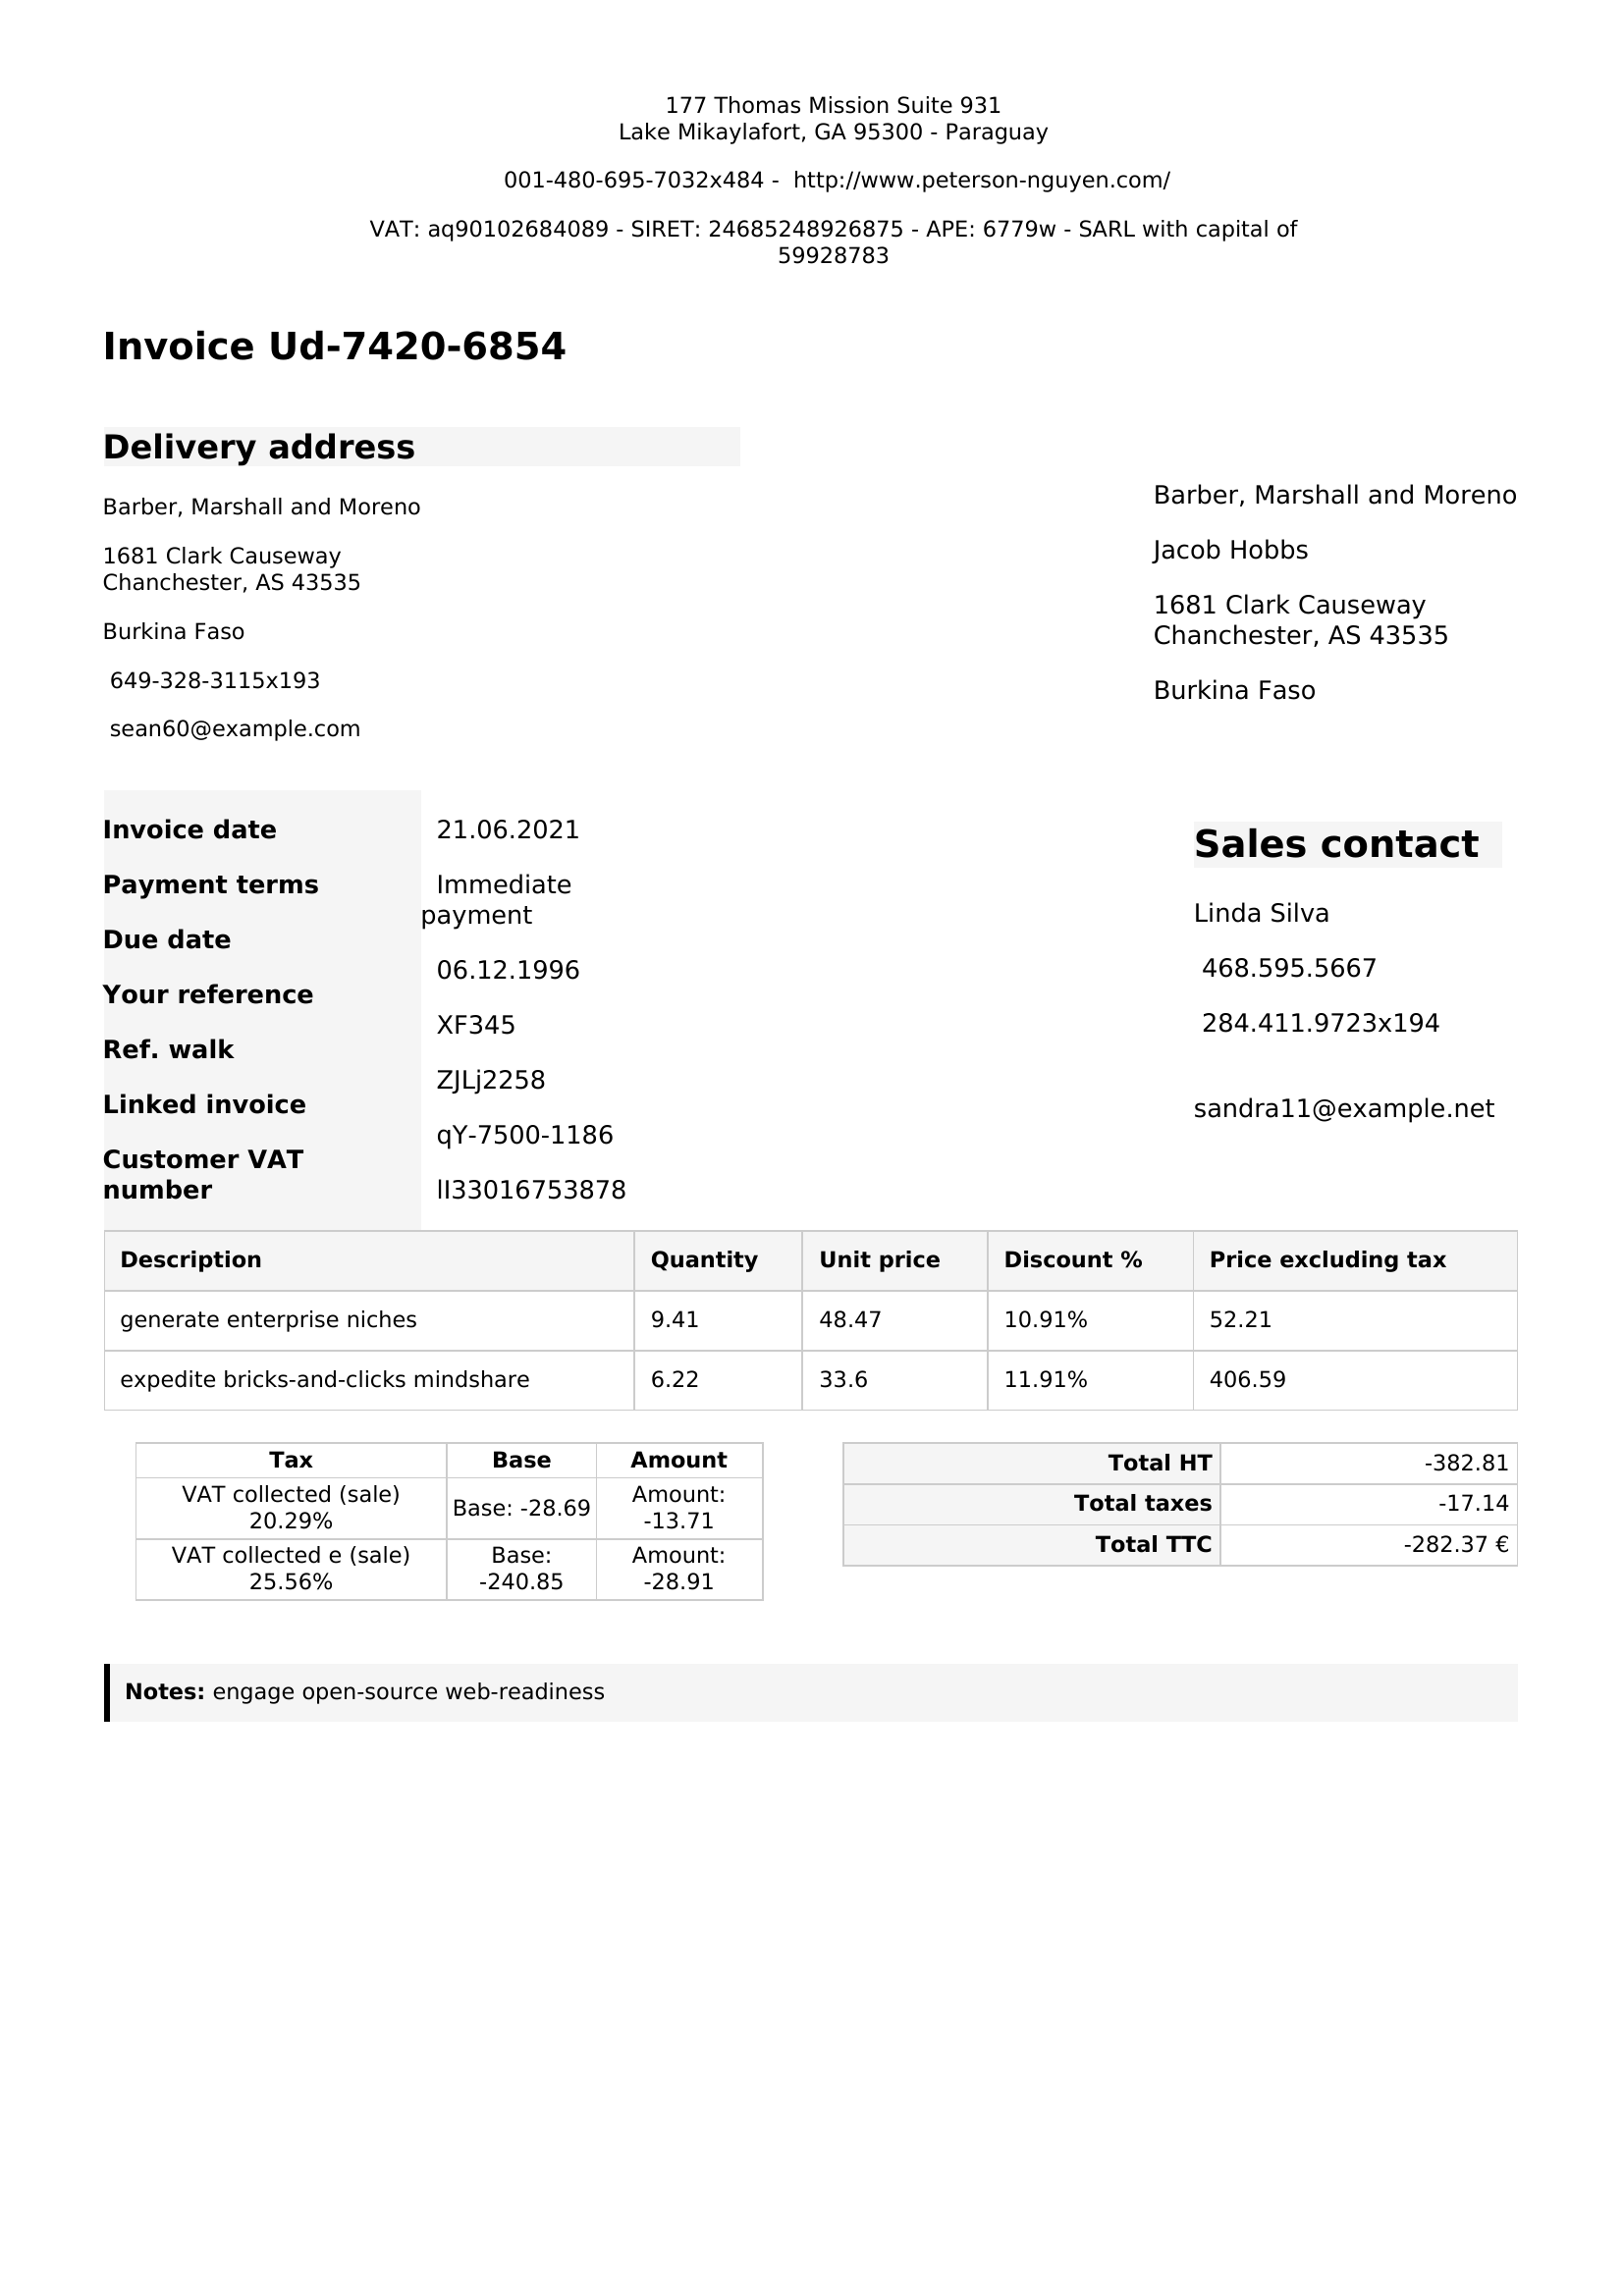 177 Thomas Mission Suite 931
Lake Mikaylafort, GA 95300 - Paraguay
001-480-695-7032x484 - http://www.peterson-nguyen.com/
VAT: aq90102684089 - SIRET: 24685248926875 - APE: 6779w - SARL with capital of
59928783
Invoice Ud-7420-6854
Delivery address
Barber, Marshall and Moreno
1681 Clark Causeway
Chanchester, AS 43535
Burkina Faso
649-328-3115x193
sean60@example.com
Barber, Marshall and Moreno
Jacob Hobbs
1681 Clark Causeway
Chanchester, AS 43535
Burkina Faso
Invoice date
Payment terms
Due date
Your reference
Ref. walk
Linked invoice
Customer VAT
number
21.06.2021
Immediate
payment
06.12.1996
XF345
ZJLj2258
qY-7500-1186
lI33016753878
Sales contact
Linda Silva
468.595.5667
284.411.9723x194
sandra11@example.net
Description Quantity Unit price Discount % Price excluding tax
generate enterprise niches 9.41 48.47 10.91% 52.21
expedite bricks-and-clicks mindshare 6.22 33.6 11.91% 406.59
Tax Base Amount
VAT collected (sale)
20.29%
Base: -28.69
Amount:
-13.71
VAT collected e (sale)
25.56%
Base:
-240.85
Amount:
-28.91
Total HT -382.81
Total taxes -17.14
Total TTC -282.37 €
Notes: engage open-source web-readiness